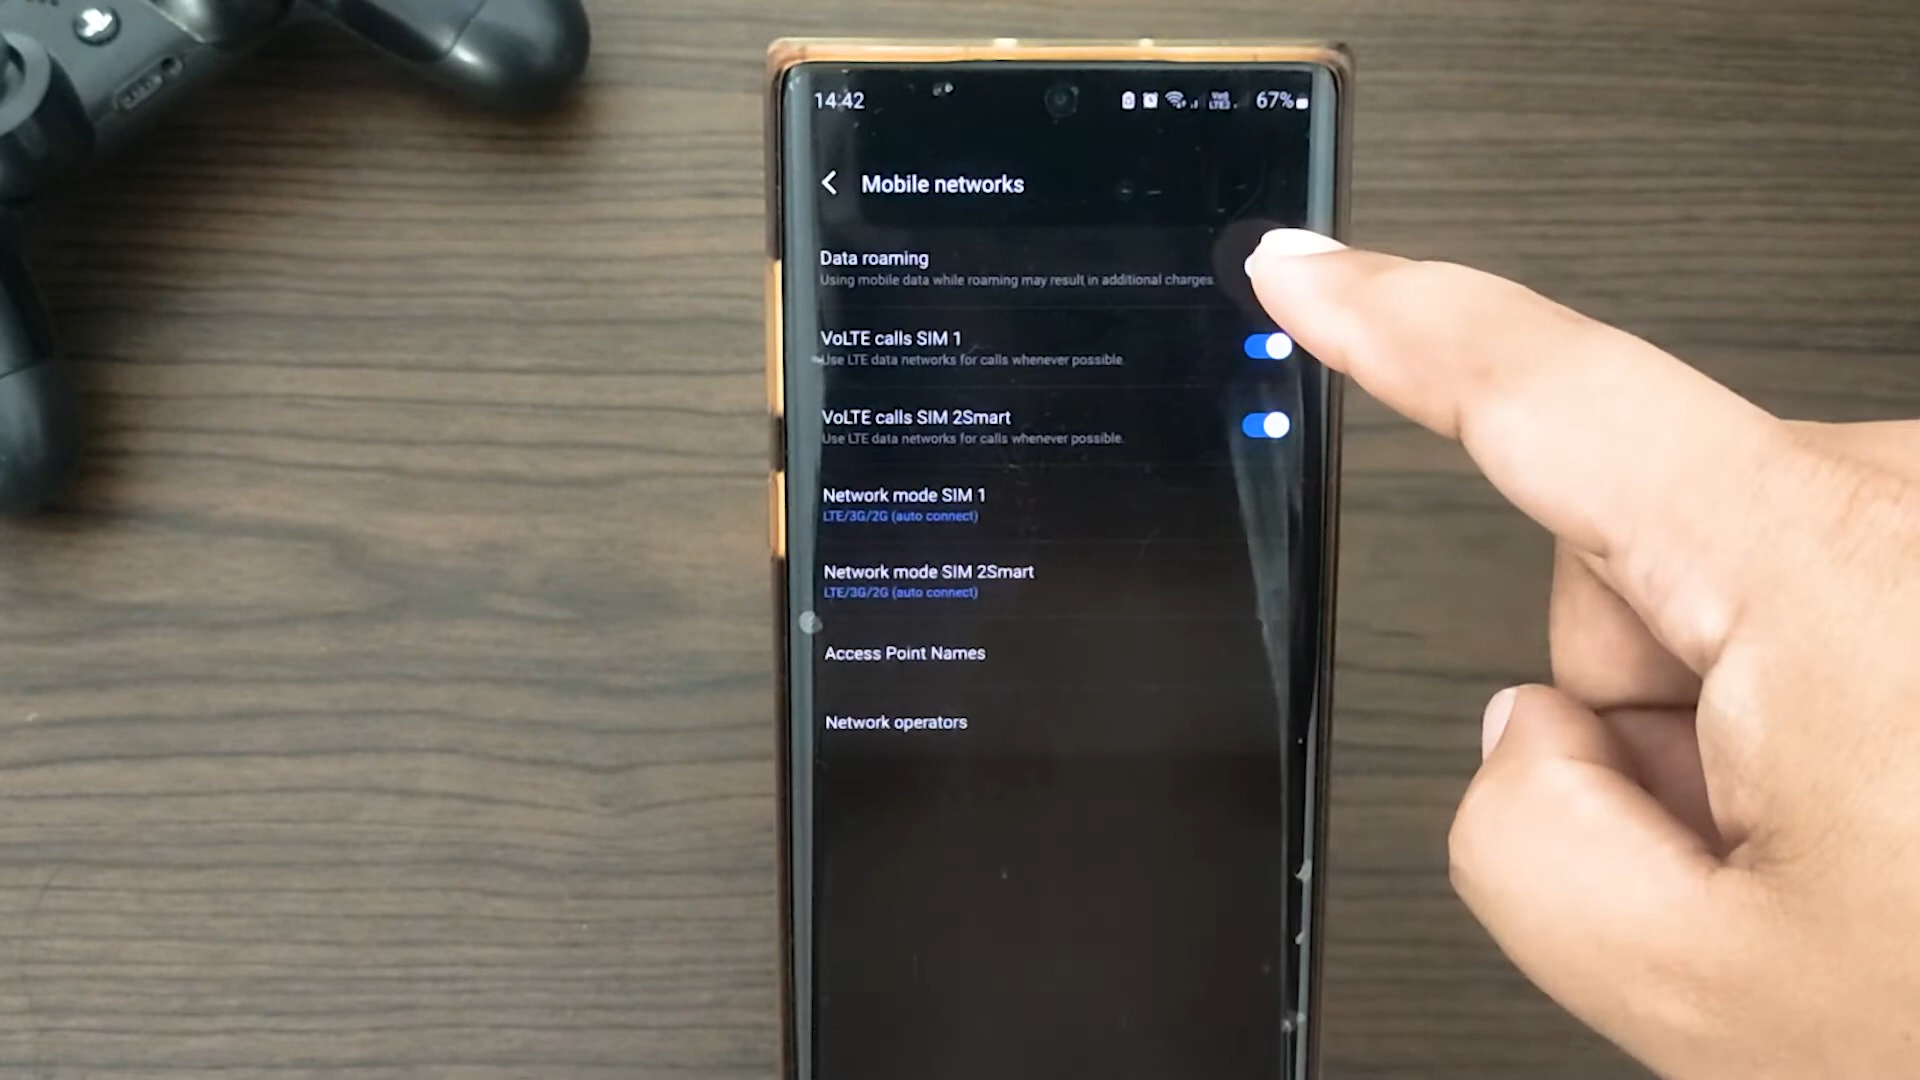 14:42
67%
Mobile networks
Data roaming
Using mobile data while roaming may result in additional charges.
VoLTE calls SIM 1
Use LTE data networks for calls whenever possible.
VoLTE calls SIM 2Smart
Use LTE data networks for calls whenever possible.
Network mode SIM 1
LTE/3G/2G (auto connect)
Network mode SIM 2Smart
LTE/3G/2G (auto connect)
Access Point Names
Network operators